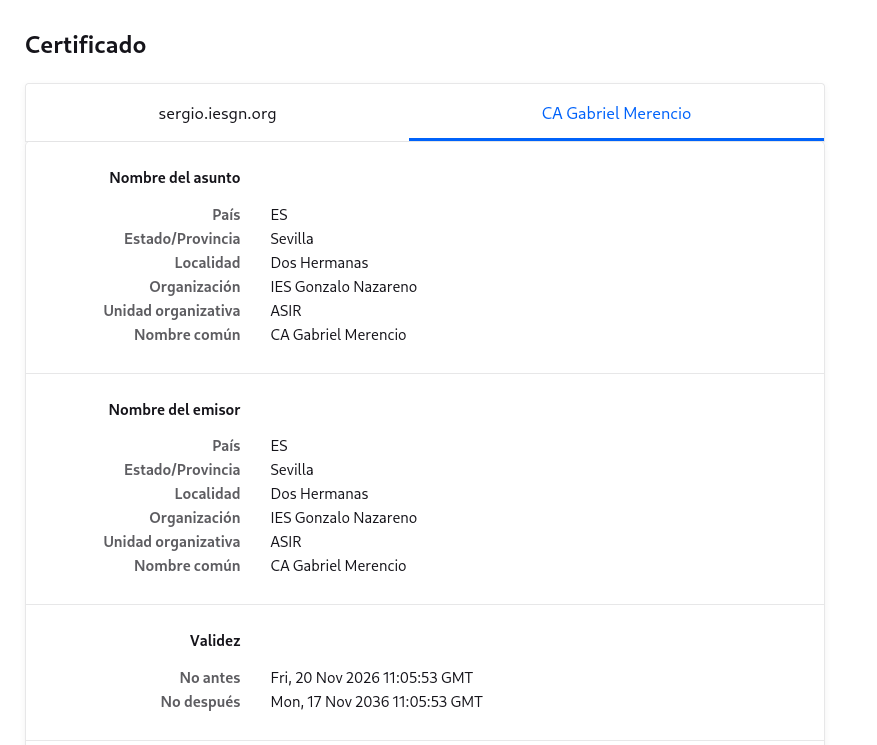 Certificado
sergio.iesgn.org
CA Gabriel Merencio
Nombre del asunto
País ES
Estado/Provincia Sevilla
Localidad Dos Hermanas
Organización IES Gonzalo Nazareno
Unidad organizativa ASIR
Nombre común CA Gabriel Merencio
Nombre del emisor
País ES
Estado/Provincia Sevilla
Localidad Dos Hermanas
Organización IES Gonzalo Nazareno
Unidad organizativa ASIR
Nombre común CA Gabriel Merencio
Validez
No antes Fri, 20 Nov 2026 11:05:53 GMT
No después Mon, 17 Nov 2036 11:05:53 GMT